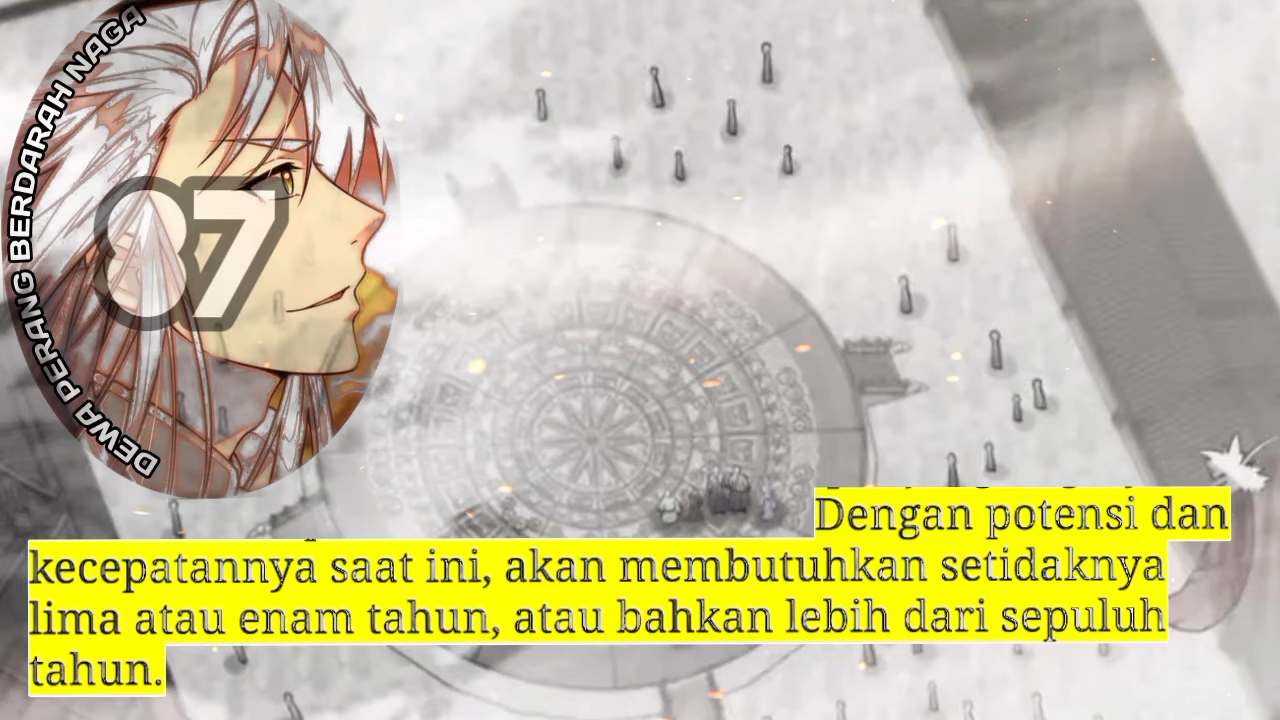 DEWA PERANG BERDARAH NAGA
87
Dengan potensi dan
kecepatannya saat ini, akan membutuhkan setidaknya
lima atau enam tahun, atau bahkan lebih dari sepuluh
tahun.